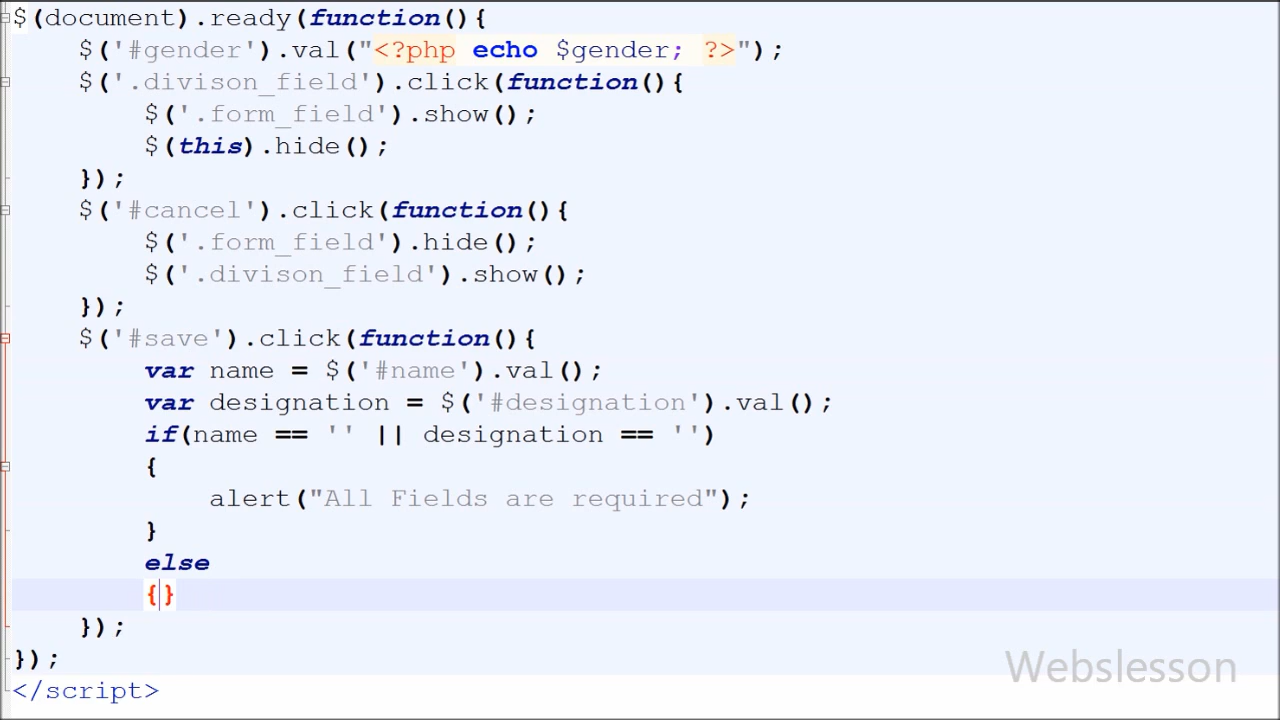 $(document).ready(function(){
$('#gender').val("<?php echo $gender; ?>");
$('.divison_field').click(function(){
$('.form_field').show();
$(this).hide();
});
$('#cancel').click(function(){
$('.form_field').hide();
$('.divison_field').show();
});
$('#save').click(function(){
var name = $('#name').val();
var designation = $('#designation').val();
if(name == '' || designation == '')
{
alert("All Fields are required");
}
else
{}
});
});
</script>
Webslesson